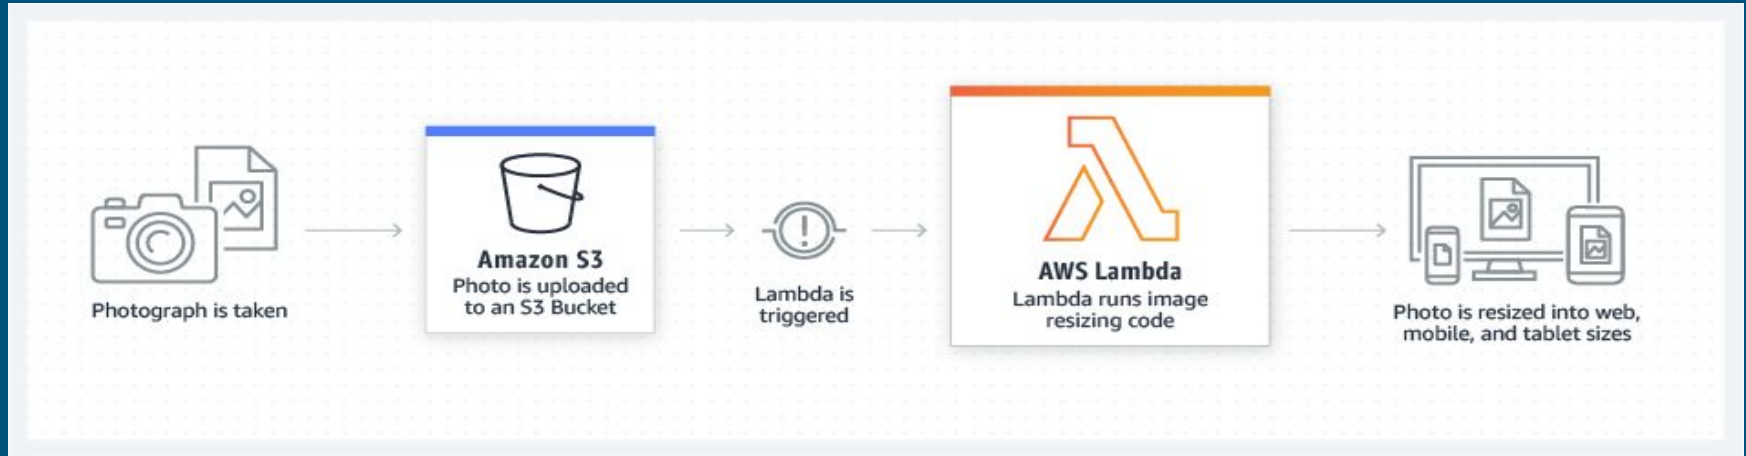 Photograph is taken
Amazon S3
Photo is uploaded
to an S3 Bucket
Lambda is
triggered
AWS Lambda
Lambda runs image
resizing code
Photo is resized into web,
mobile, and tablet sizes